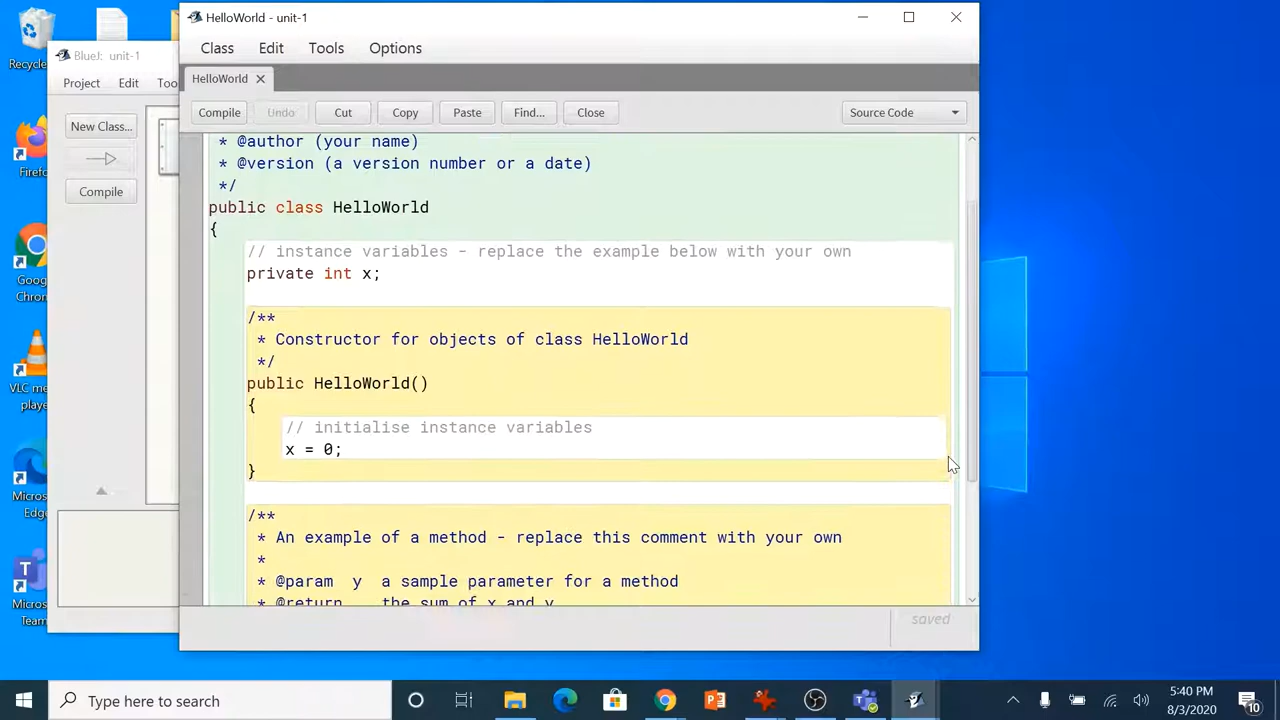 HelloWorld - unit-1
Class Edit Tools Options
HelloWorld
Compile Undo Cut Copy Paste Find... Close Source Code
* @author (your name)
* @version (a version number or a date)
*/
public class HelloWorld
{
// instance variables - replace the example below with your own
private int x;
/**
* Constructor for objects of class HelloWorld
*/
public HelloWorld()
{
// initialise instance variables
x = 0;
}
/**
* An example of a method - replace this comment with your own
*
* @param y a sample parameter for a method
* @return the sum of x and y
saved
BlueJ: unit-1
Project Edit Too
New Class...
Compile
Recycle
Firefo
Goog
Chron
VLC me
player
Micros
Edge
Micros
Team
Type here to search
5:40 PM
8/3/2020
10